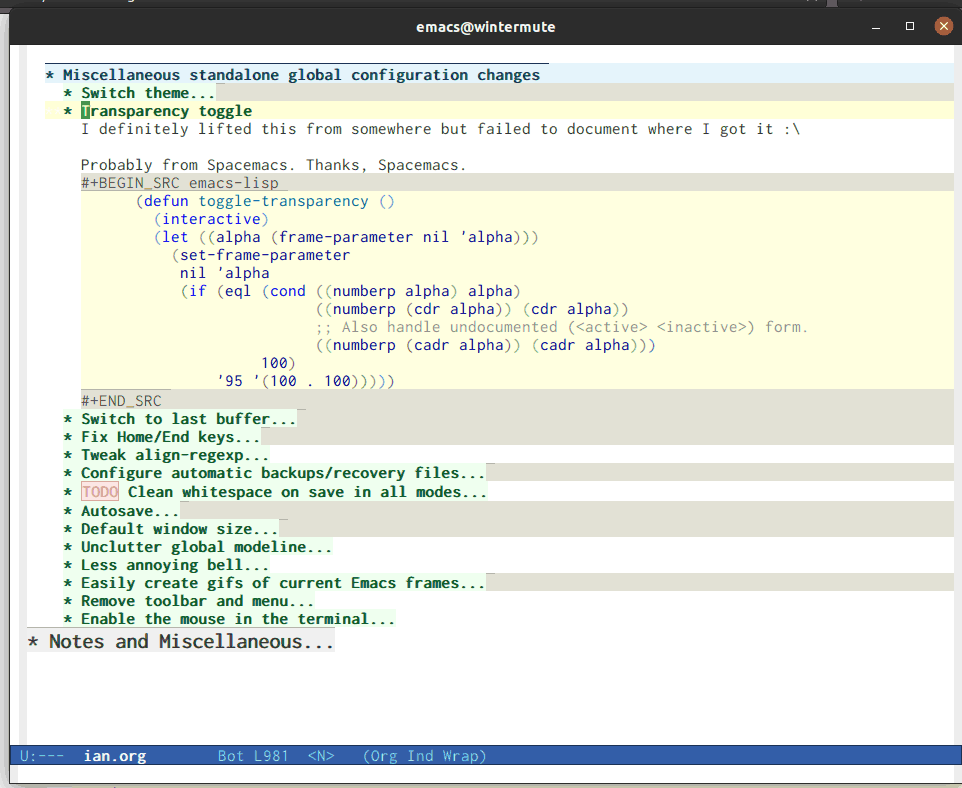 emacs@wintermute
* Miscellaneous standalone global configuration changes
* Switch theme...
* Transparency toggle
I definitely lifted this from somewhere but failed to document where I got it :\
Probably from Spacemacs. Thanks, Spacemacs.
#+BEGIN_SRC emacs-lisp
(defun toggle-transparency ()
(interactive)
(let ((alpha (frame-parameter nil 'alpha)))
(set-frame-parameter
nil 'alpha
(if (eql (cond ((numberp alpha) alpha)
((numberp (cdr alpha)) (cdr alpha))
;; Also handle undocumented (<active> <inactive>) form.
((numberp (cadr alpha)) (cadr alpha)))
100)
'95 '(100 . 100)))))
#+END_SRC
* Switch to last buffer...
* Fix Home/End keys...
* Tweak align-regexp...
* Configure automatic backups/recovery files...
* TODO Clean whitespace on save in all modes...
* Autosave...
* Default window size...
* Unclutter global modeline...
* Less annoying bell...
* Easily create gifs of current Emacs frames...
* Remove toolbar and menu...
* Enable the mouse in the terminal...
* Notes and Miscellaneous...
U:--- ian.org Bot L981 <N> (Org Ind Wrap)